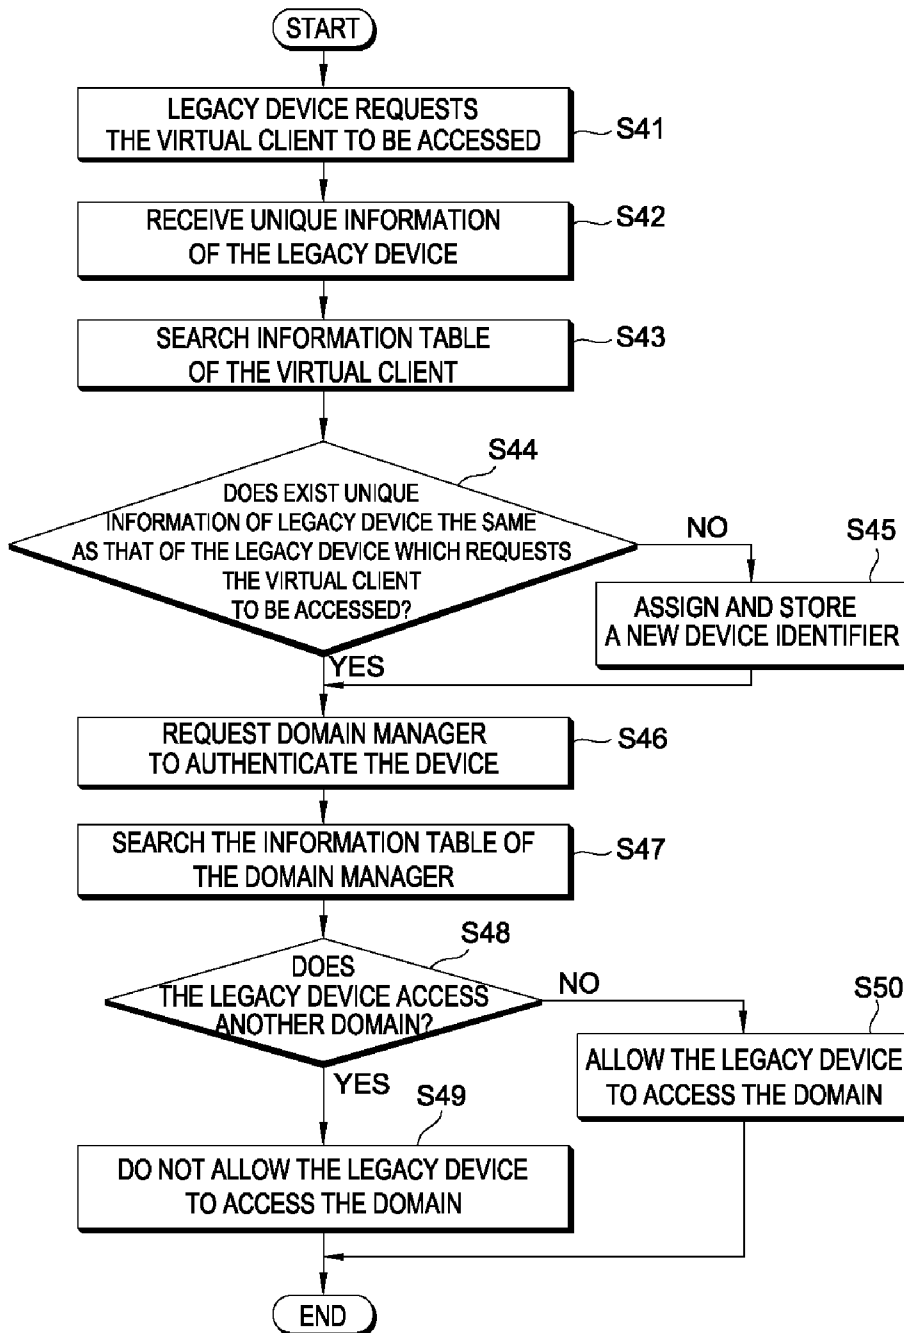 START
LEGACY DEVICE REQUESTS
THE VIRTUAL CLIENT TO BE ACCESSED
S41
RECEIVE UNIQUE INFORMATION
OF THE LEGACY DEVICE
S42
SEARCH INFORMATION TABLE
OF THE VIRTUAL CLIENT
S43
S44
DOES EXIST UNIQUE
INFORMATION OF LEGACY DEVICE THE SAME
AS THAT OF THE LEGACY DEVICE WHICH REQUESTS
THE VIRTUAL CLIENT
TO BE ACCESSED?
NO
S45
ASSIGN AND STORE
A NEW DEVICE IDENTIFIER
YES
REQUEST DOMAIN MANAGER
TO AUTHENTICATE THE DEVICE
S46
SEARCH THE INFORMATION TABLE OF
THE DOMAIN MANAGER
S47
S48
DOES
THE LEGACY DEVICE ACCESS
ANOTHER DOMAIN?
NO
S50
ALLOW THE LEGACY DEVICE
TO ACCESS THE DOMAIN
YES
S49
DO NOT ALLOW THE LEGACY DEVICE
TO ACCESS THE DOMAIN
END